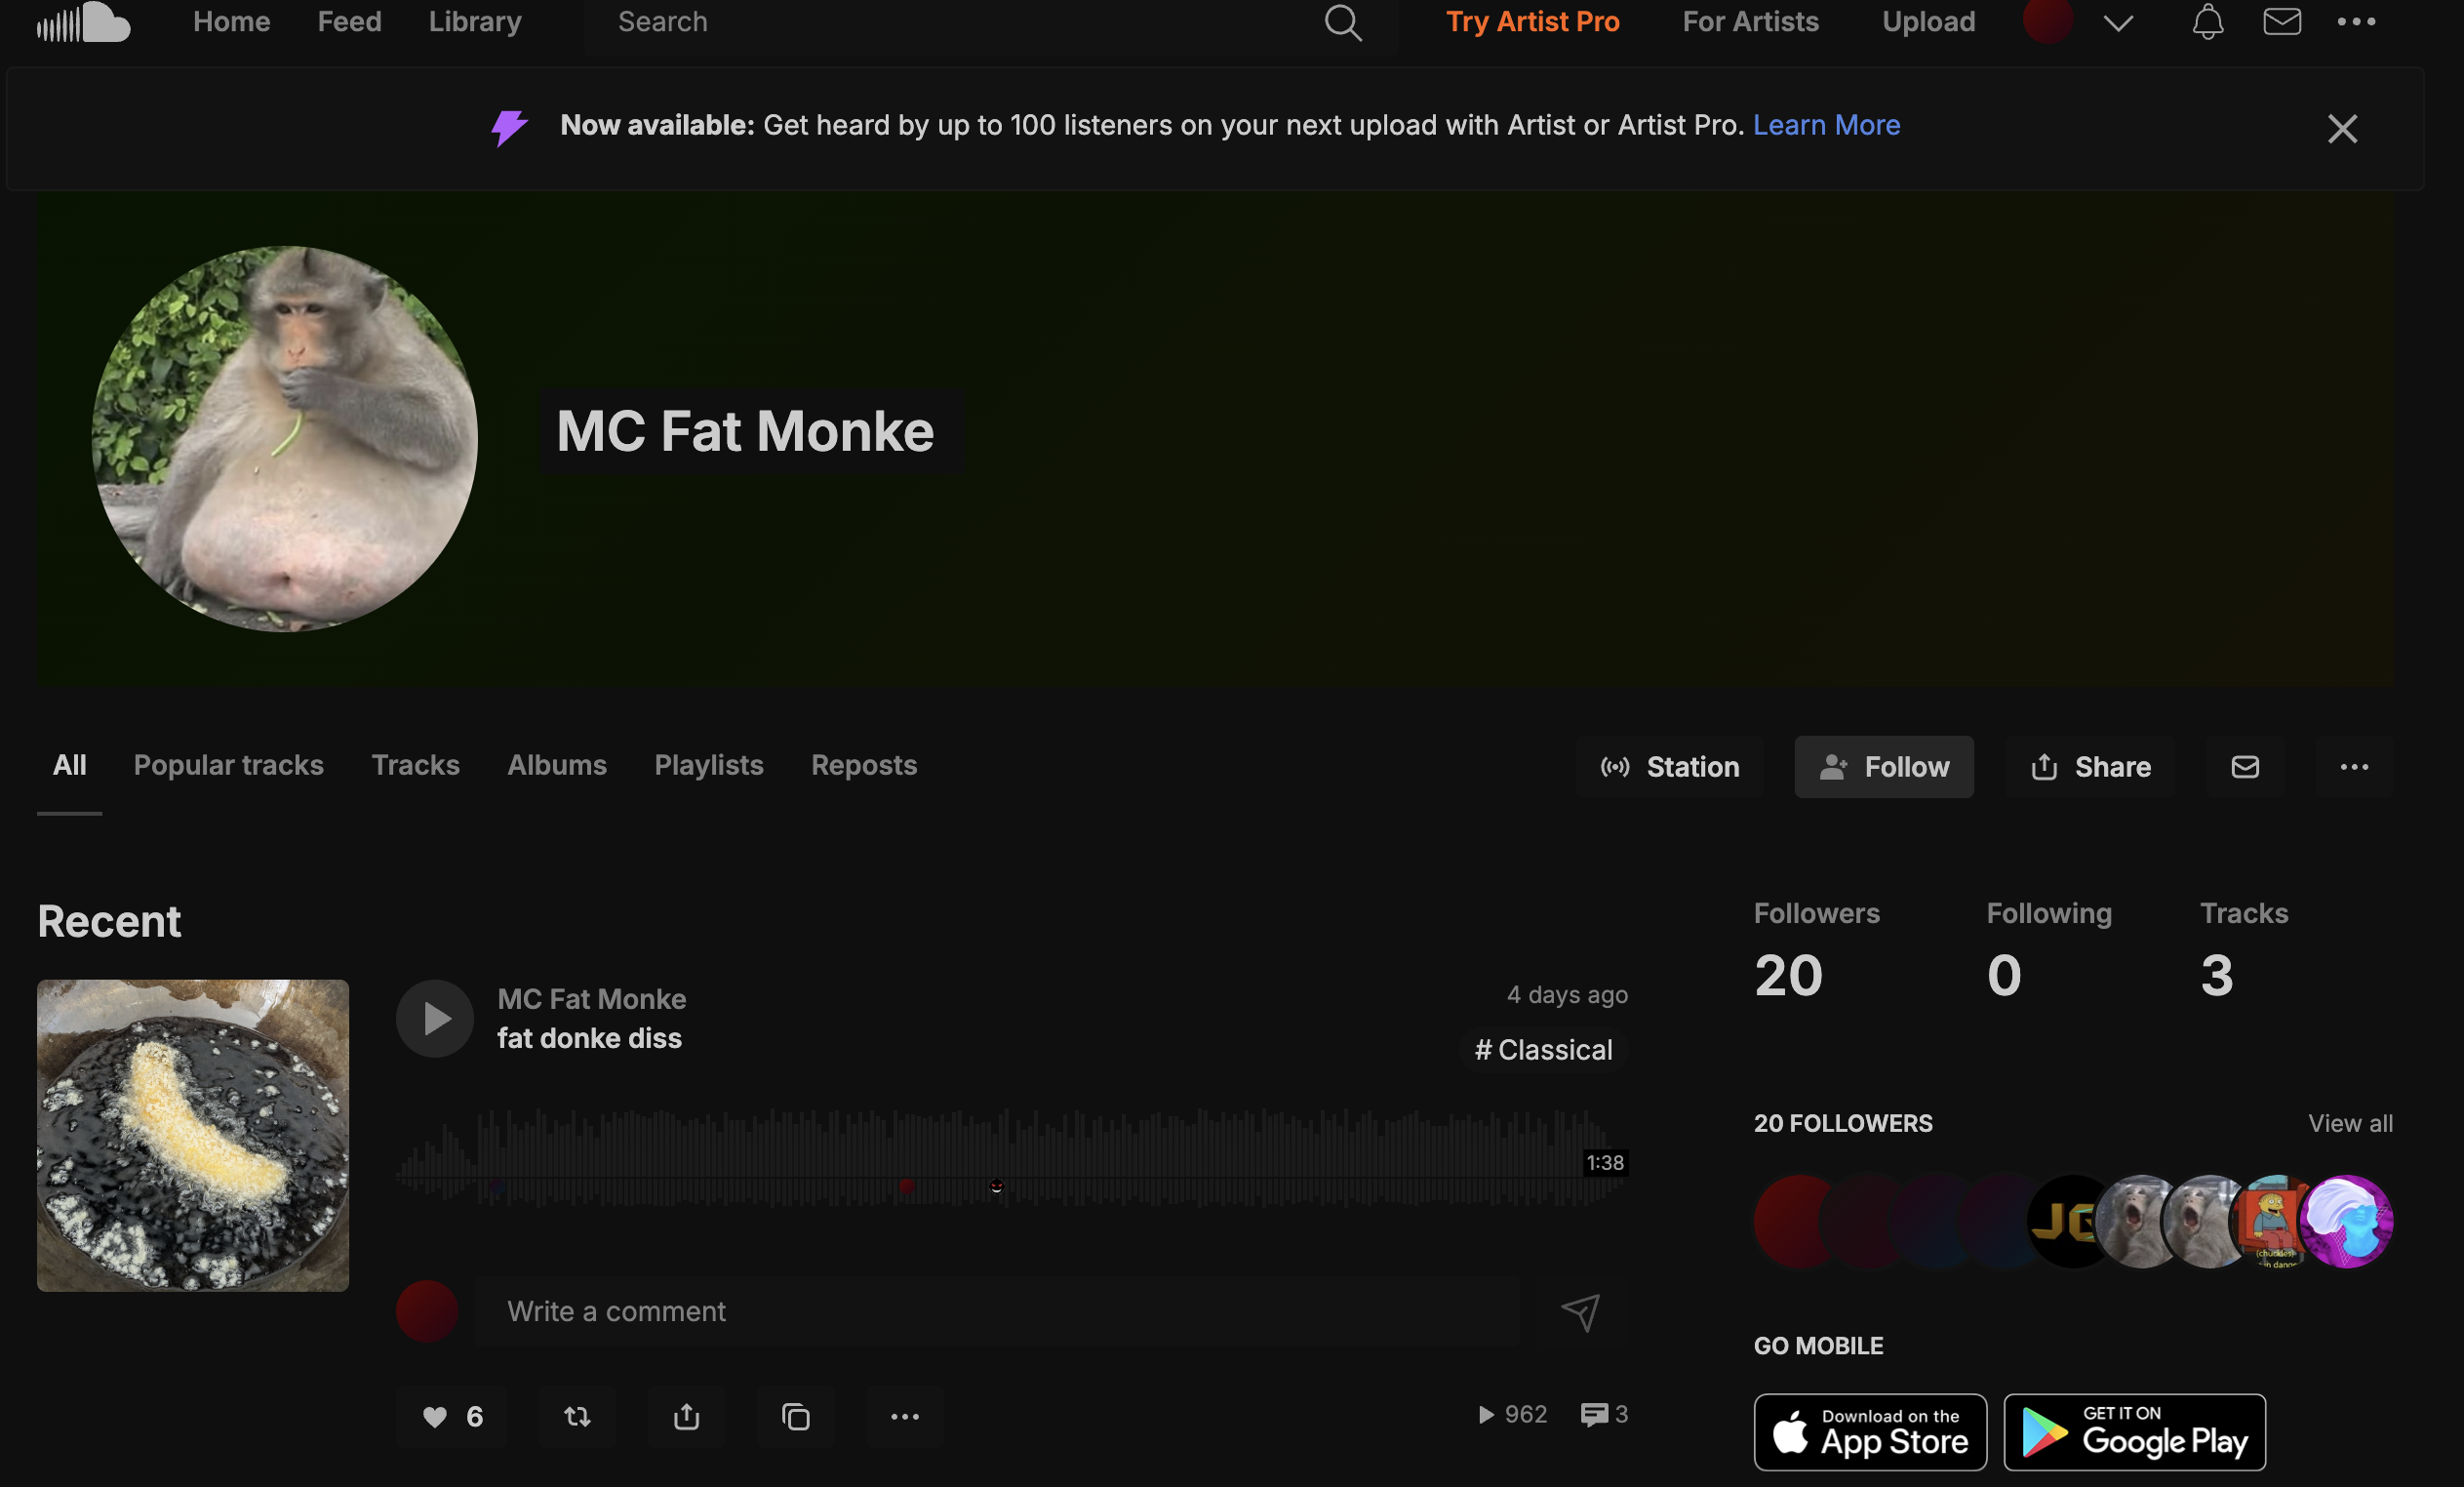 Home Feed Library Search Try Artist Pro For Artists Upload
Now available: Get heard by up to 100 listeners on your next upload with Artist or Artist Pro. Learn More
MC Fat Monke
All Popular tracks Tracks Albums Playlists Reposts Station Follow Share
Recent
MC Fat Monke
fat donke diss
4 days ago
# Classical
1:38
Write a comment
6
962 3
Followers Following Tracks
20 0 3
20 FOLLOWERS View all
(chuckles)
GO MOBILE
Download on the
App Store
GET IT ON
Google Play